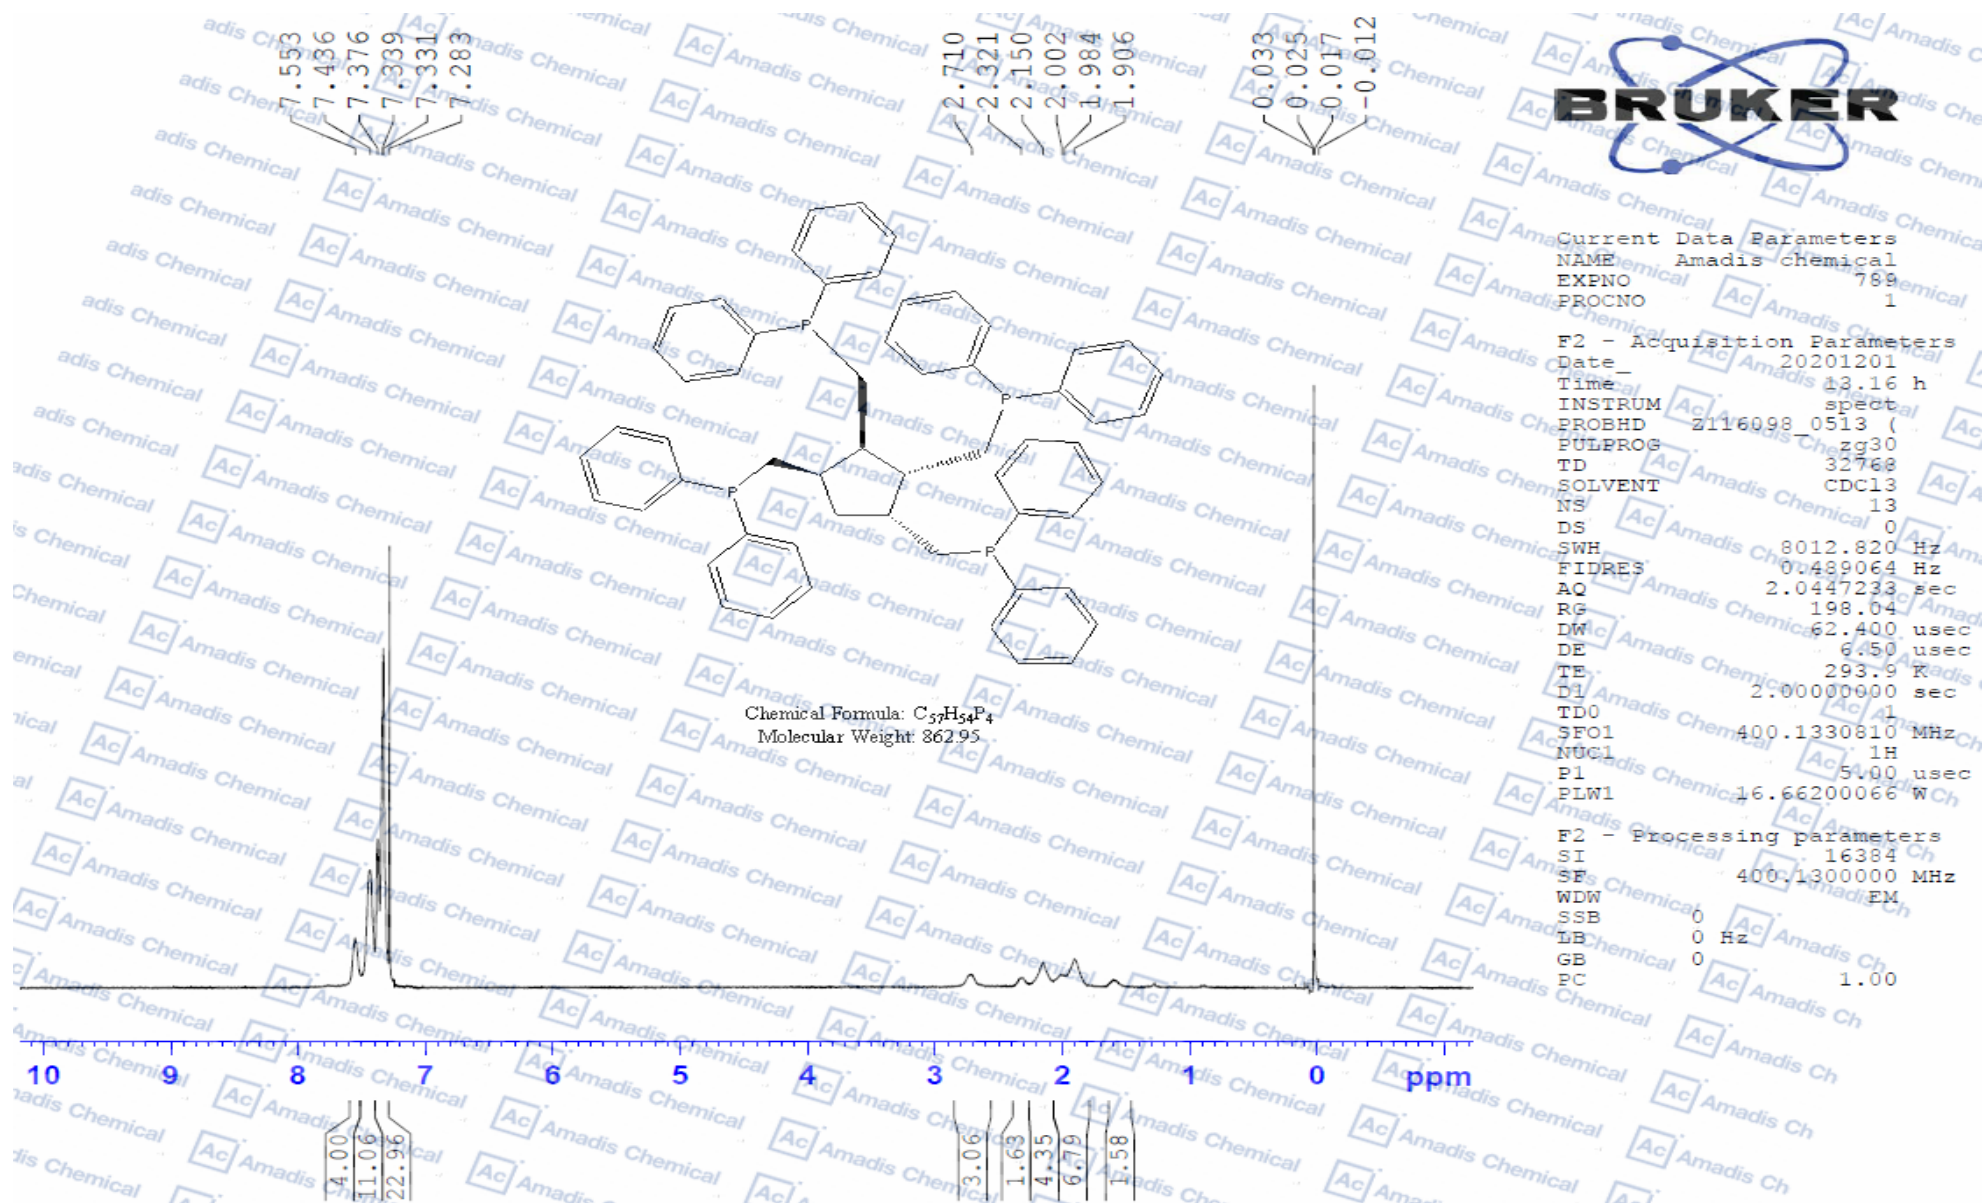 7.553
7.436
7.376
7.339
7.331
7.283
2.710
2.321
2.150
2.002
1.984
1.906
0.033
0.025
0.017
-0.012
BRUKER
P
P
P
P
Chemical Formula: C57H54P4
Molecular Weight: 862.95
Current Data Parameters
NAME Amadis chemical
EXPNO 789
PROCNO 1
F2 - Acquisition Parameters
Date_ 20201201
Time 13.16 h
INSTRUM spect
PROBHD Z116098_0513 (
PULPROG zg30
TD 32768
SOLVENT CDCl3
NS 13
DS 0
SWH 8012.820 Hz
FIDRES 0.489064 Hz
AQ 2.0447233 sec
RG 198.04
DW 62.400 usec
DE 6.50 usec
TE 293.9 K
D1 2.00000000 sec
TD0 1
SFO1 400.1330810 MHz
NUC1 1H
P1 5.00 usec
PLW1 16.66200066 W
F2 - Processing parameters
SI 16384
SF 400.1300000 MHz
WDW EM
SSB 0
LB 0 Hz
GB 0
PC 1.00
10 9 8 7 6 5 4 3 2 1 0 ppm
4.00
11.06
22.96
3.06
1.63
4.35
6.79
1.58
Ac Amadis Chemical